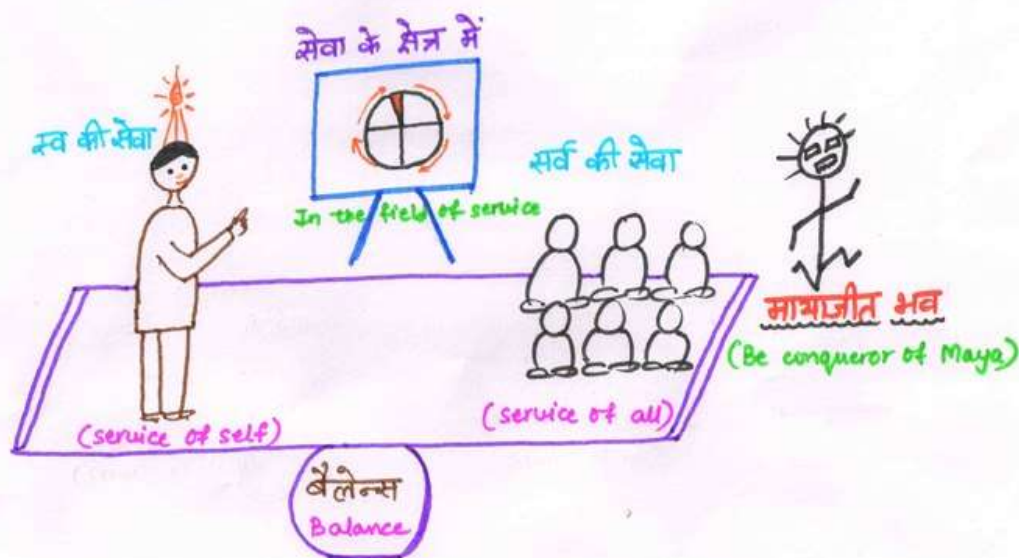 सेवा के क्षेत्र में
स्व की सेवा
In the field of service
सर्व की सेवा
मायाजीत भव
(Be conqueror of Maya)
(service of self)
(service of all)
बैलेन्स
Balance